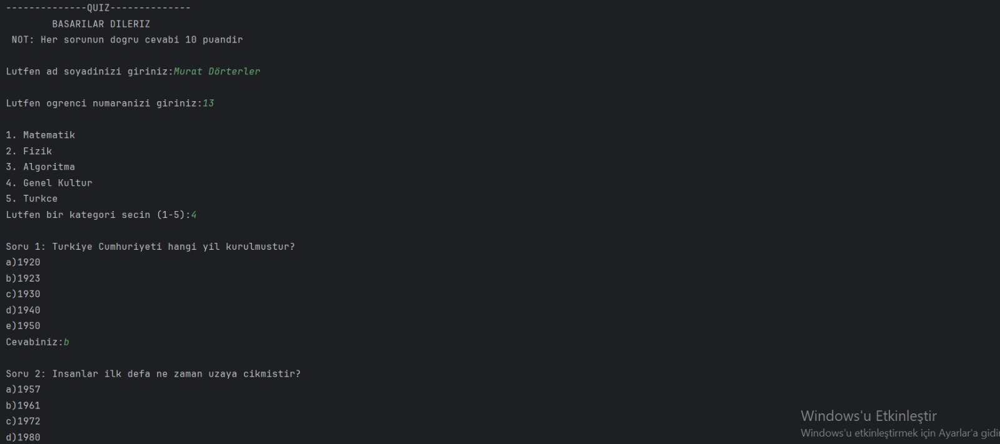 --------------QUIZ--------------
BASARILAR DILERIZ
NOT: Her sorunun dogru cevabi 10 puandir
Lutfen ad soyadinizi giriniz:Murat Dörterler
Lutfen ogrenci numaranizi giriniz:13
1. Matematik
2. Fizik
3. Algoritma
4. Genel Kultur
5. Turkce
Lutfen bir kategori secin (1-5):4
Soru 1: Turkiye Cumhuriyeti hangi yil kurulmustur?
a)1920
b)1923
c)1930
d)1940
e)1950
Cevabiniz:b
Soru 2: Insanlar ilk defa ne zaman uzaya cikmistir?
a)1957
b)1961
c)1972
d)1980
Windows'u Etkinleştir
Windows'u etkinleştirmek için Ayarlar'a